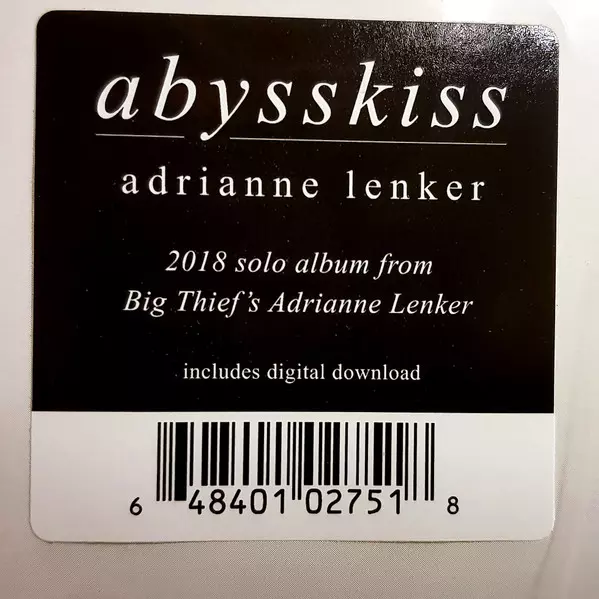 abysskiss
adrianne lenker
2018 solo album from
Big Thief's Adrianne Lenker
includes digital download
6 48401 02751 8